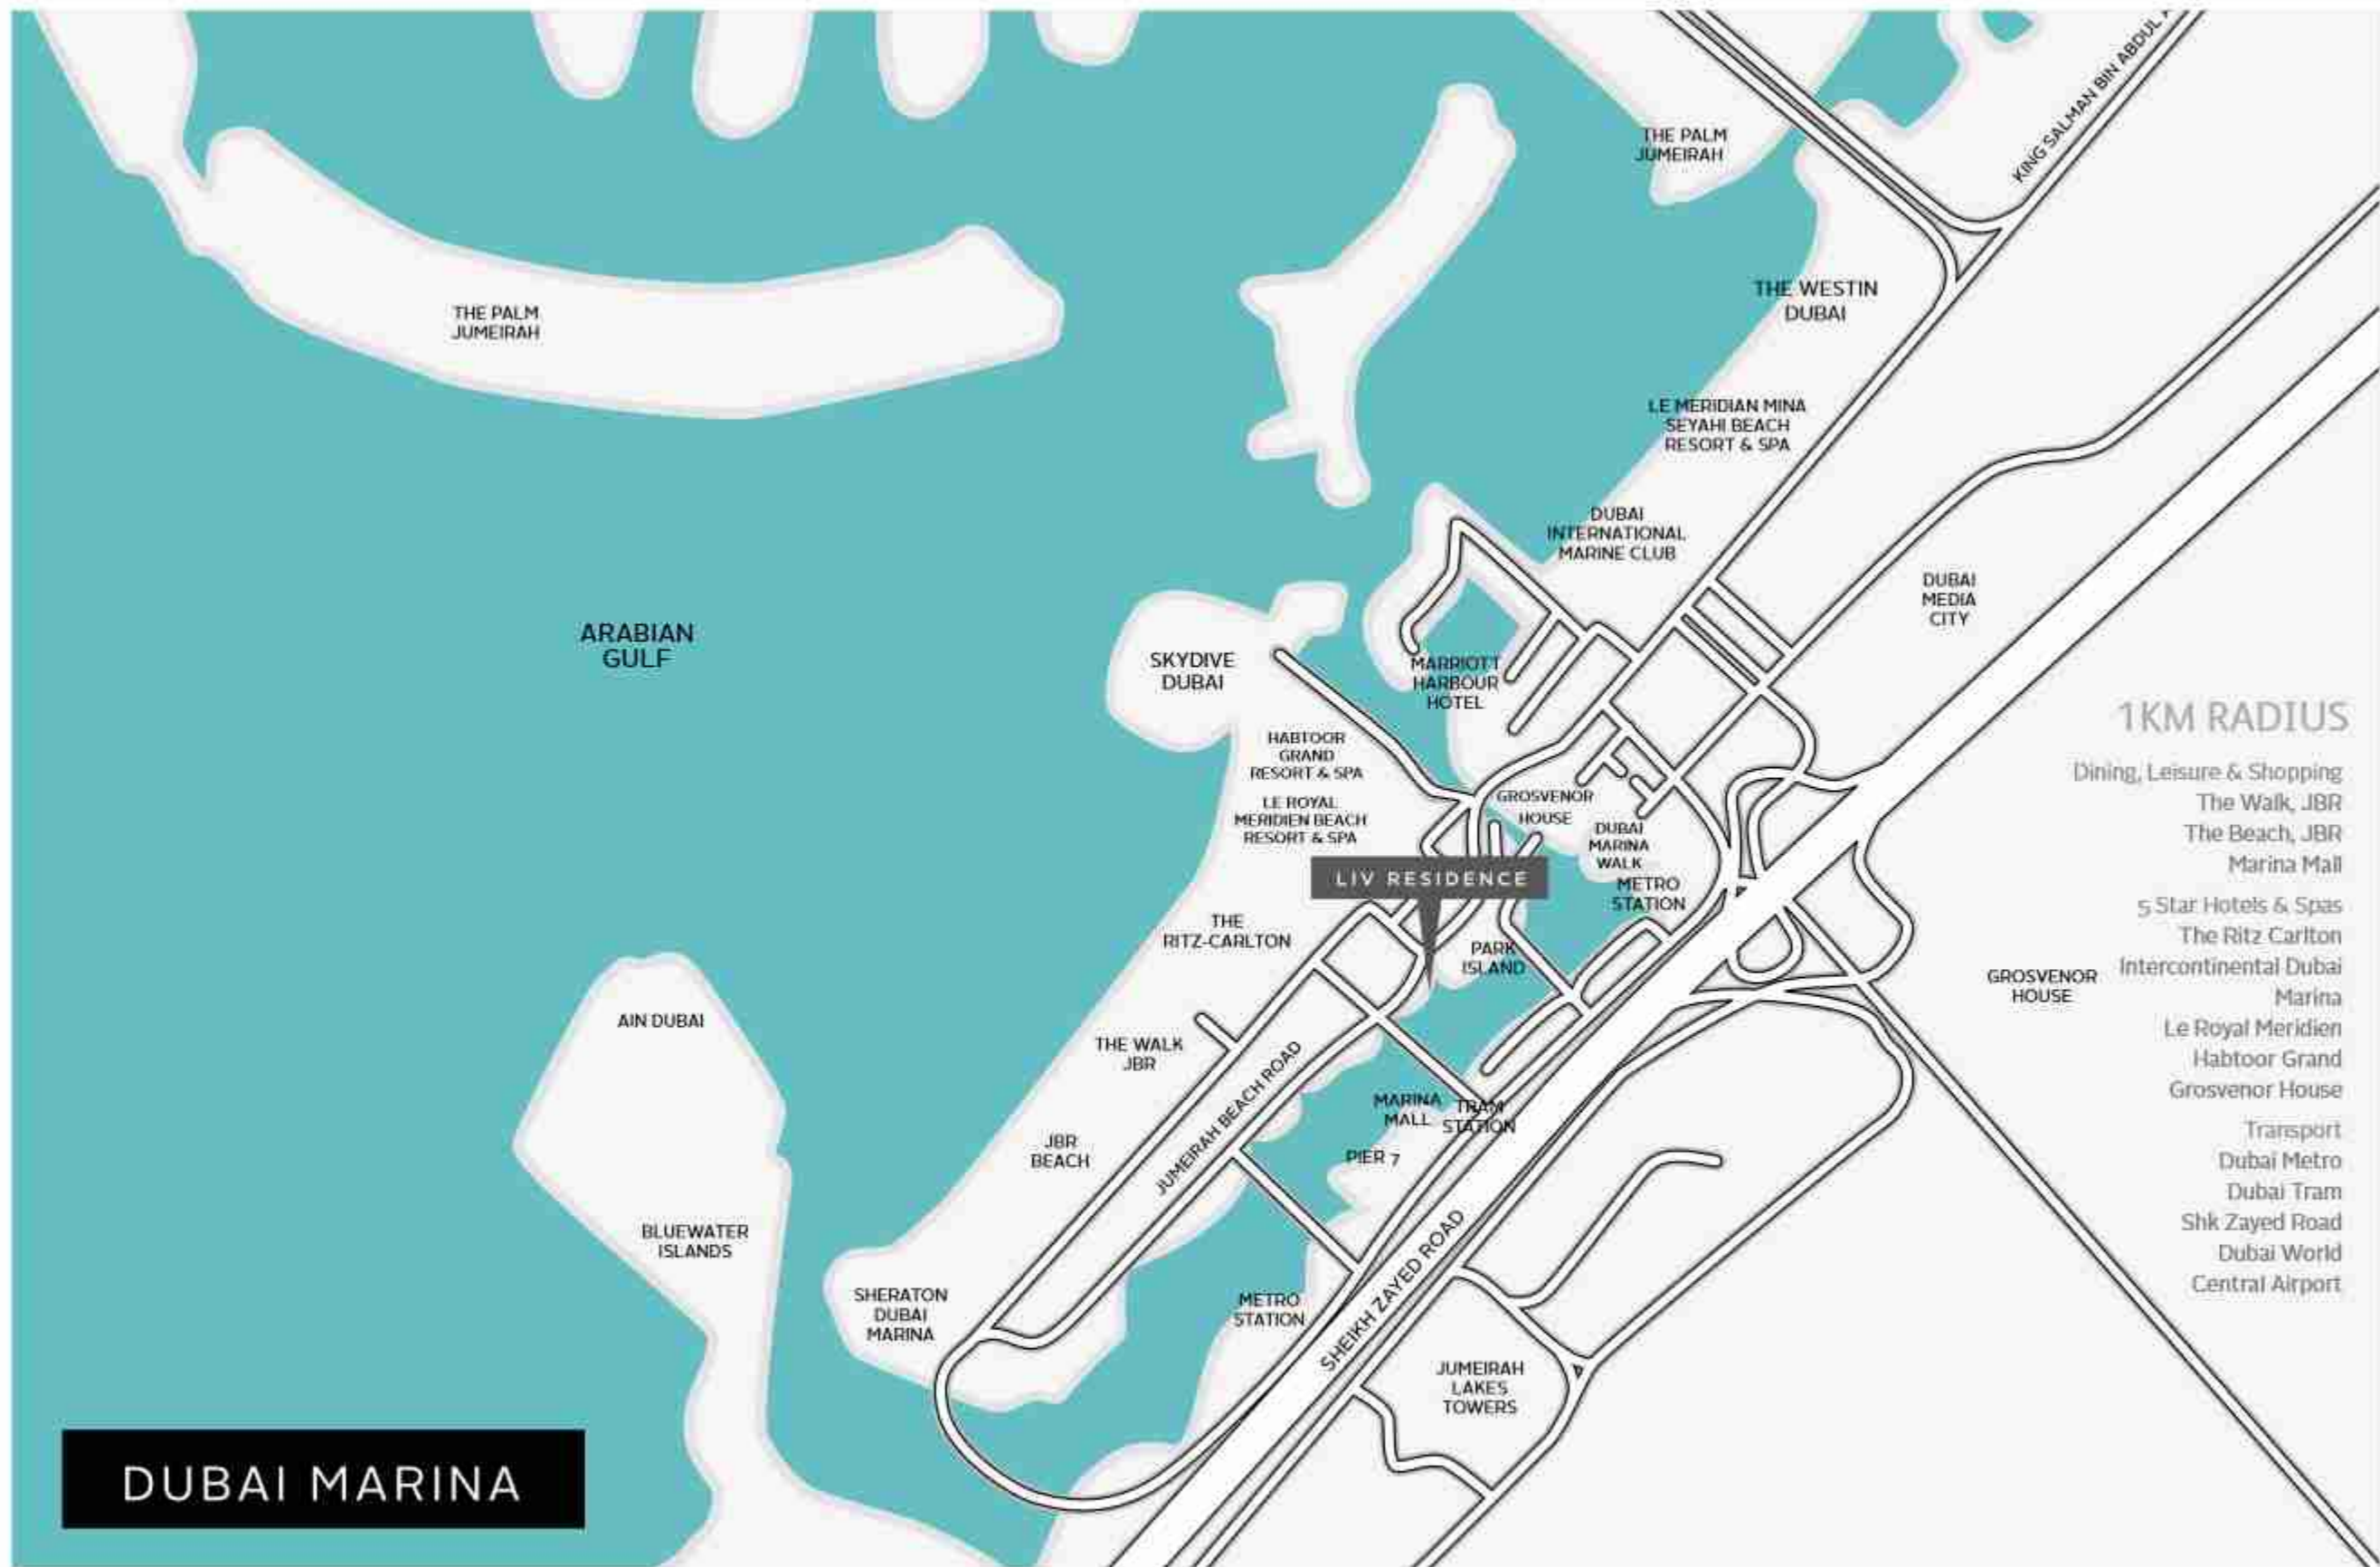 THE PALM
JUMEIRAH
KING SALMAN BIN ABDUL
THE WESTIN
DUBAI
THE PALM
JUMEIRAH
LE MERIDIAN MINA
SEYAHI BEACH
RESORT & SPA
DUBAI
INTERNATIONAL
MARINE CLUB
DUBAI
MEDIA
CITY
ARABIAN
GULF
SKYDIVE
DUBAI
MARRIOTT
HARBOUR
HOTEL
HABTOOR
GRAND
RESORT & SPA
LE ROYAL
MERIDIEN BEACH
RESORT & SPA
GROSVENOR
HOUSE
DUBAI
MARINA
WALK
LIV RESIDENCE
METRO
STATION
THE
RITZ-CARLTON
PARK
ISLAND
GROSVENOR
HOUSE
AIN DUBAI
THE WALK
JBR
JUMEIRAH BEACH ROAD
MARINA
MALL
TRAM
STATION
JBR
BEACH
PIER 7
BLUEWATER
ISLANDS
SHERATON
DUBAI
MARINA
METRO
STATION
SHEIKH ZAYED ROAD
JUMEIRAH
LAKES
TOWERS
1KM RADIUS
Dining, Leisure & Shopping
The Walk, JBR
The Beach, JBR
Marina Mall
5 Star Hotels & Spas
The Ritz Carlton
Intercontinental Dubai
Marina
Le Royal Meridien
Habtoor Grand
Grosvenor House
Transport
Dubai Metro
Dubai Tram
Shk Zayed Road
Dubai World
Central Airport
DUBAI MARINA